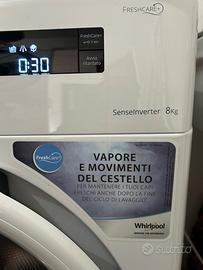 FRESHCARE+
FreshCare+
Avvio
ritardato
0:30
SenseInverter 8Kg
FreshCare+
VAPORE
E MOVIMENTI
DEL CESTELLO
PER MANTENERE I TUOI CAPI
FRESCHI ANCHE DOPO LA FINE
DEL CICLO DI LAVAGGIO*
Whirlpool
subito.it